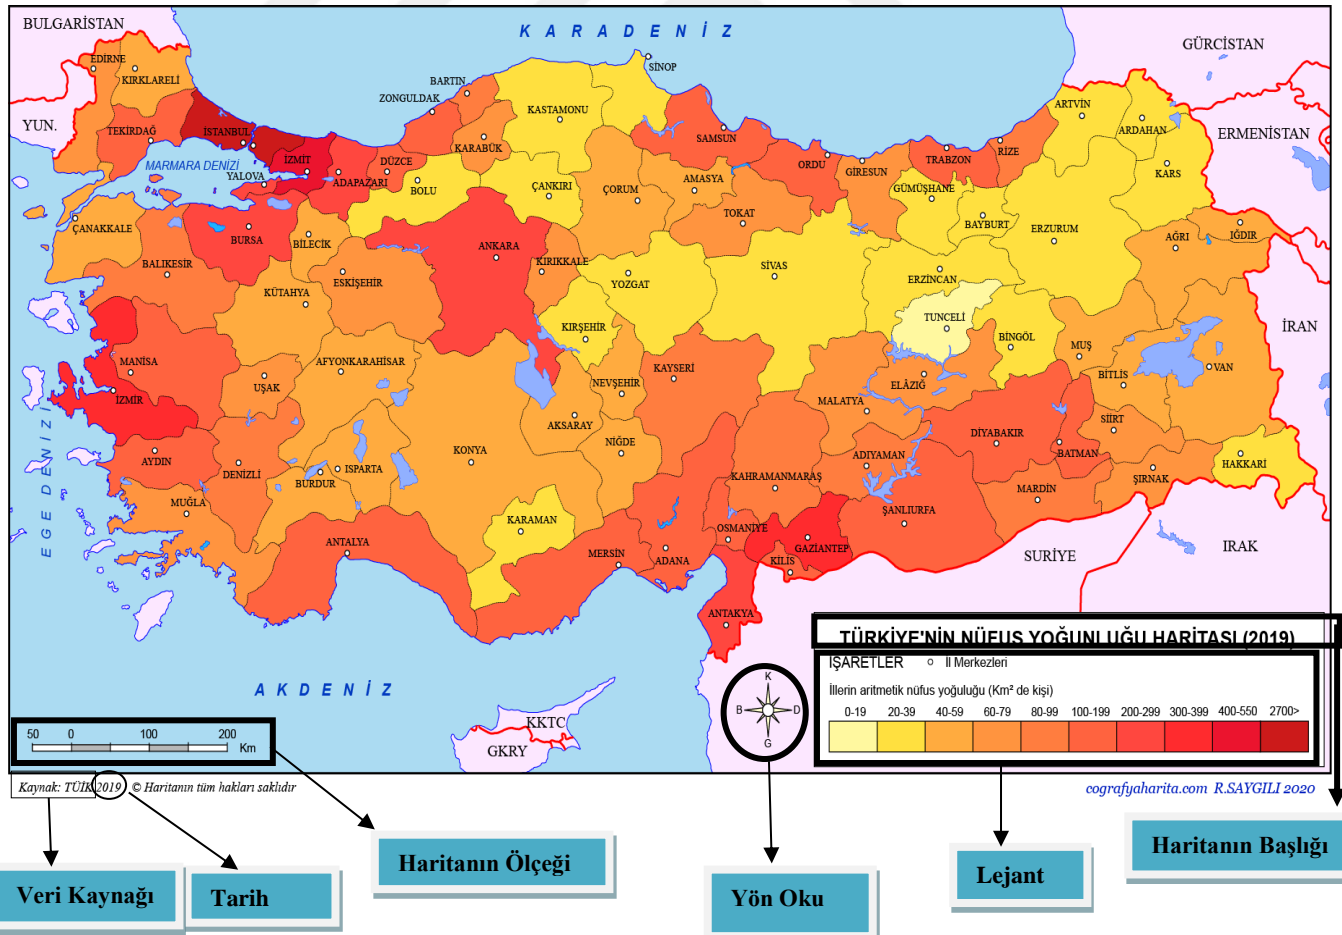 BULGARİSTAN
KARADENİZ
GÜRCİSTAN
EDİRNE
KIRKLARELİ
SİNOP
BARTIN
ZONGULDAK
KASTAMONU
ARTVİN
YUN.
TEKİRDAĞ
İSTANBUL
KARABÜK
SAMSUN
ARDAHAN
ERMENİSTAN
MARMARA DENİZİ
İZMİT
DÜZCE
ORDU
TRABZON
RİZE
YALOVA
ADAPAZARI
BOLU
ÇANKIRI
ÇORUM
AMASYA
GİRESUN
GÜMÜŞHANE
KARS
ÇANAKKALE
BURSA
BİLECİK
ANKARA
TOKAT
BAYBURT
ERZURUM
IĞDIR
AĞRI
BALIKESİR
ESKİŞEHİR
KIRIKKALE
SİVAS
ERZİNCAN
KÜTAHYA
YOZGAT
TUNCELİ
İRAN
KIRŞEHİR
BİNGÖL
MUŞ
MANİSA
AFYONKARAHİSAR
KAYSERİ
VAN
UŞAK
NEVŞEHİR
ELÂZIĞ
BİTLİS
İZMİR
AKSARAY
MALATYA
SİİRT
EGE DENİZİ
DİYABAKIR
NİĞDE
KONYA
BATMAN
AYDIN
DENİZLİ
ISPARTA
BURDUR
ADIYAMAN
HAKKARİ
KAHRAMANMARAŞ
ŞIRNAK
MARDİN
MUĞLA
KARAMAN
ŞANLIURFA
OSMANİYE
ANTALYA
MERSİN
ADANA
GAZİANTEP
KİLİS
SURİYE
IRAK
ANTAKYA
AKDENİZ
KKTC
GKRY
TÜRKİYE'NİN NÜFUS YOĞUNLUĞU HARİTASI (2019)
İŞARETLER İl Merkezleri
İllerin aritmetik nüfus yoğuluğu (Km² de kişi)
0-19 20-39 40-59 60-79 80-99 100-199 200-299 300-399 400-550 2700>
K
B D
G
50 0 100 200
Km
Kaynak: TÜİK 2019 © Haritanın tüm hakları saklıdır
cografyaharita.com R.SAYGILI 2020
Haritanın Başlığı
Haritanın Ölçeği
Lejant
Veri Kaynağı
Tarih
Yön Oku